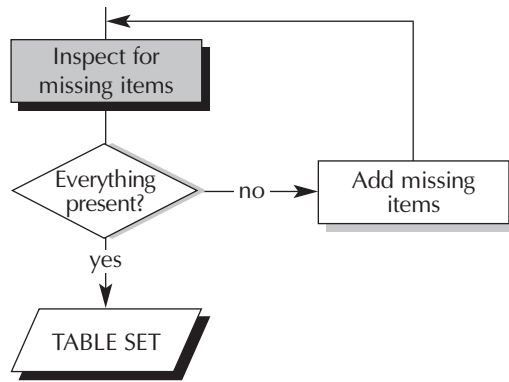 Inspect for
missing items
Everything
present?
no
Add missing
items
yes
TABLE SET